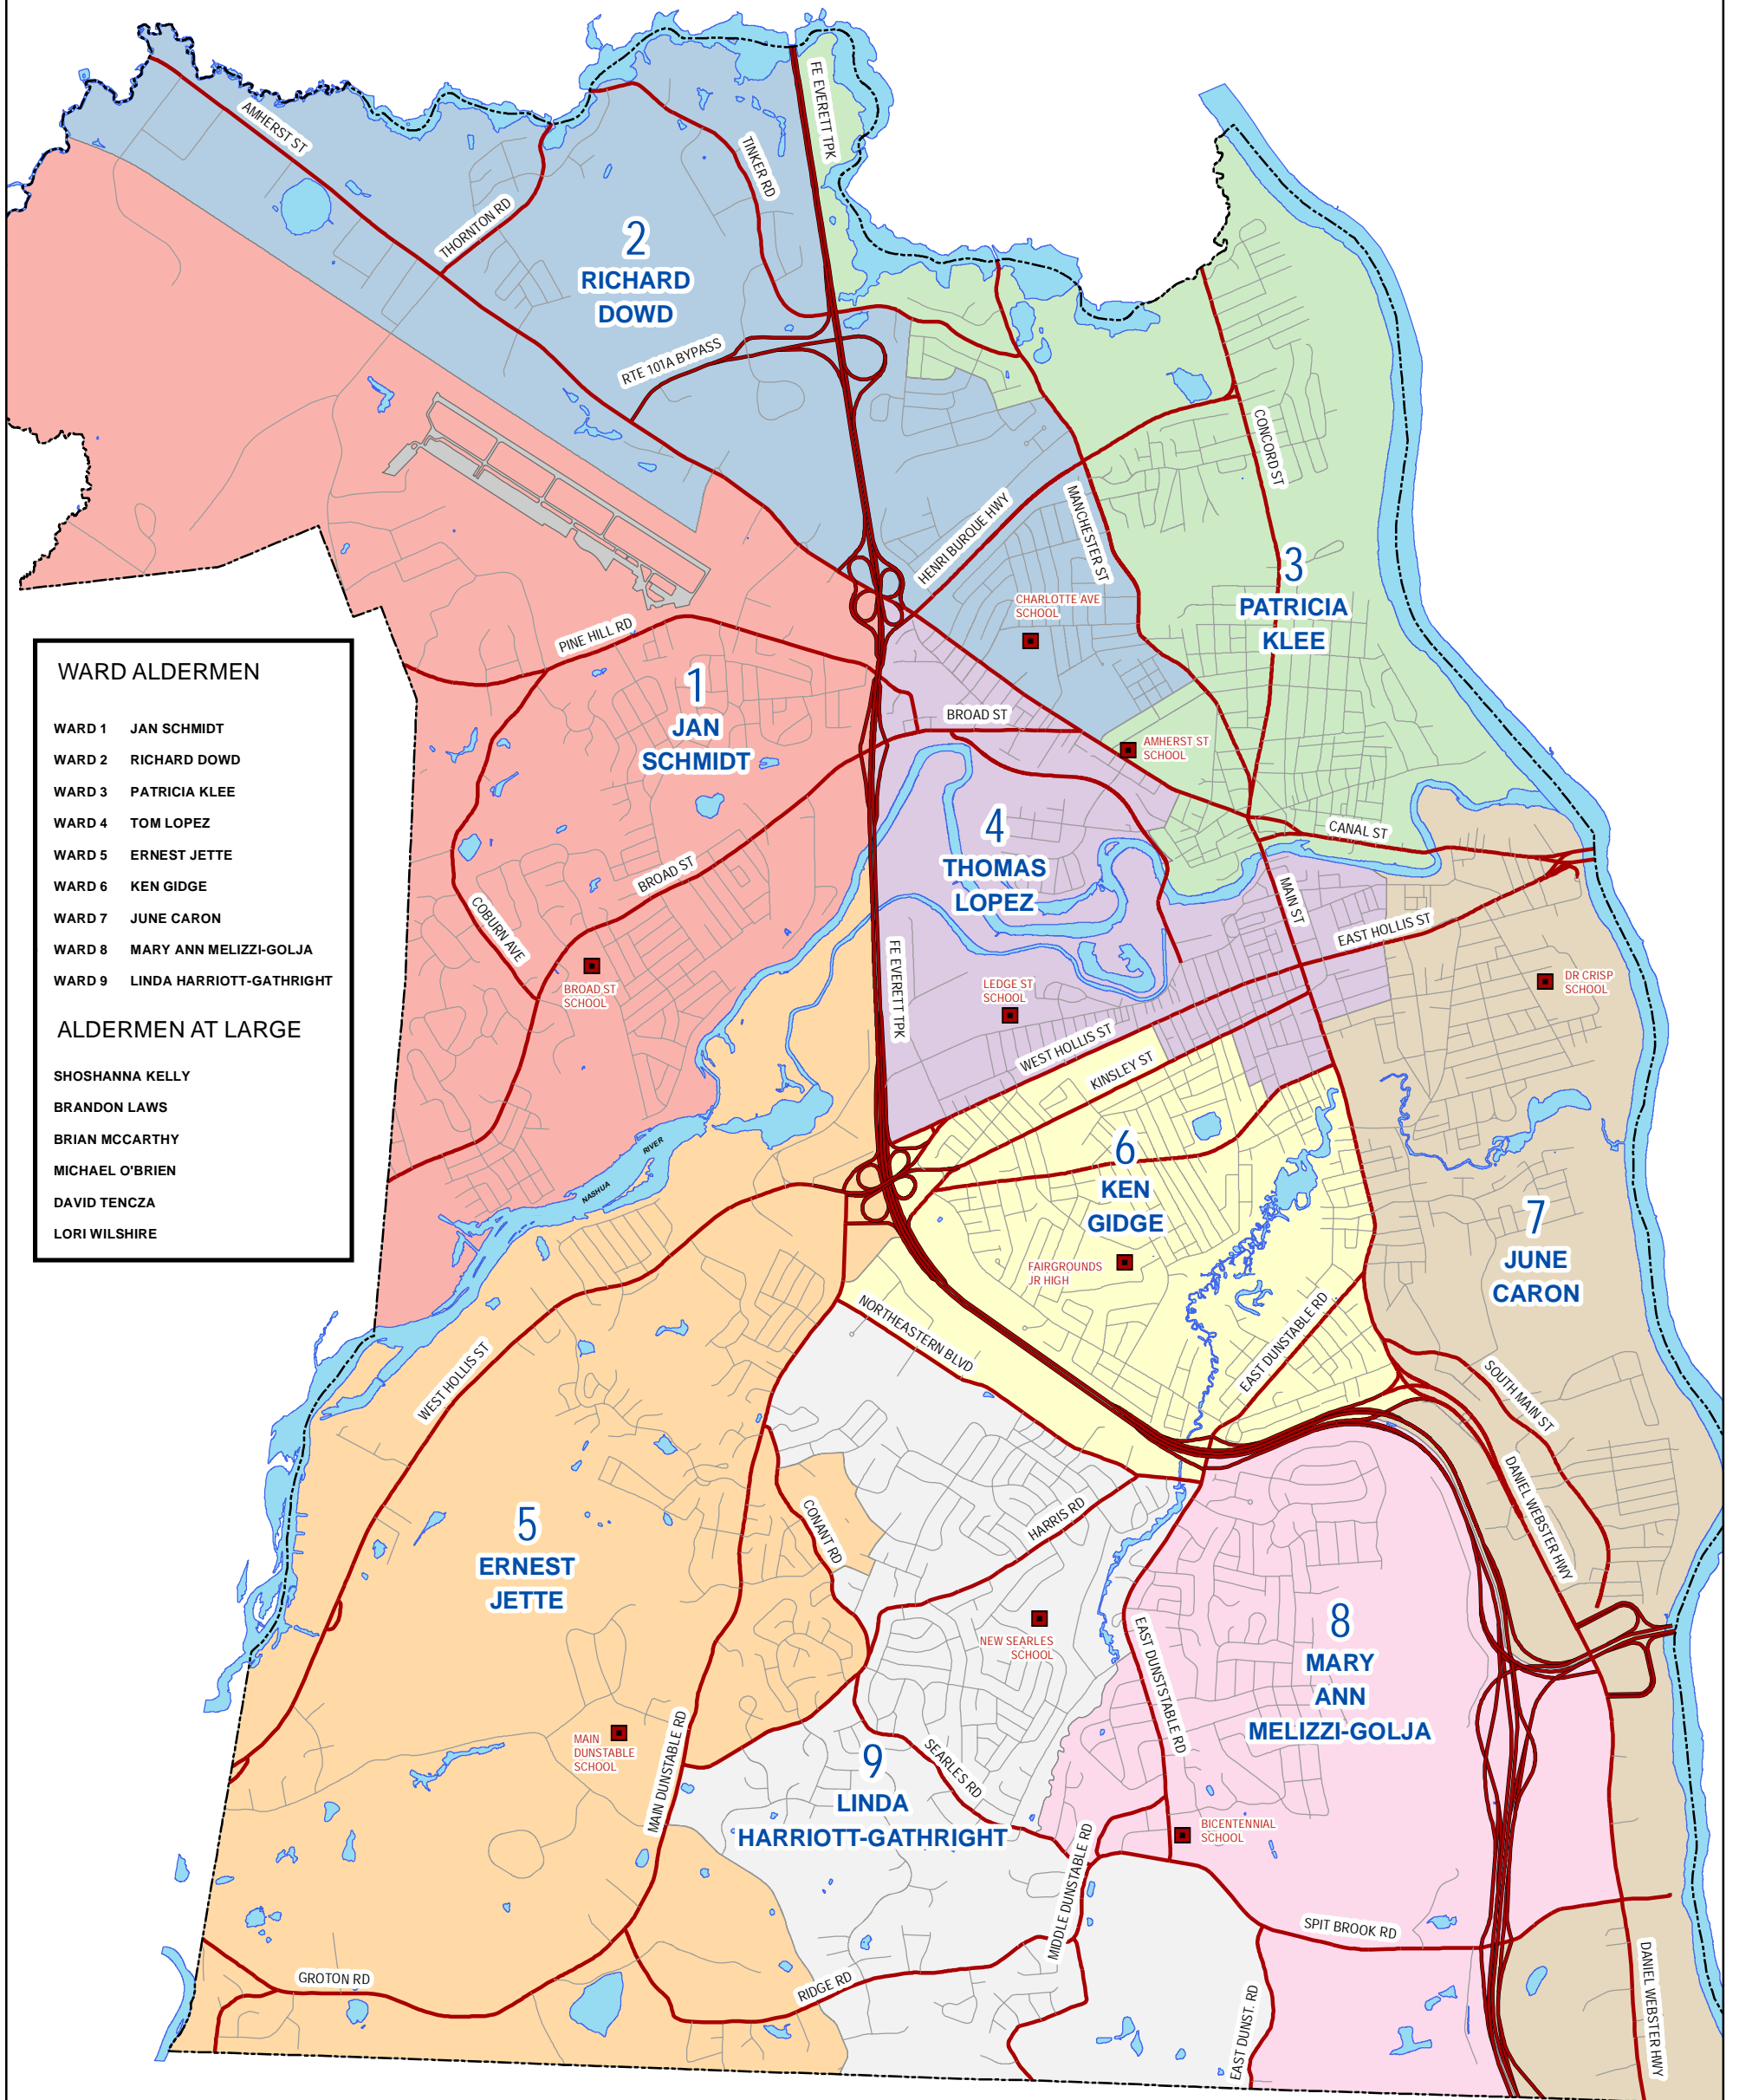 FE EVERETT TPK
AMHERST ST
TINKER RD
THORNTON RD
2
RICHARD
DOWD
RTE 101A BYPASS
CONCORD ST
HENRI BURQUE HWY
MANCHESTER ST
3
PATRICIA
KLEE
CHARLOTTE AVE
SCHOOL
PINE HILL RD
1
JAN
SCHMIDT
BROAD ST
AMHERST ST
SCHOOL
WARD ALDERMEN
WARD 1 JAN SCHMIDT
WARD 2 RICHARD DOWD
WARD 3 PATRICIA KLEE
WARD 4 TOM LOPEZ
WARD 5 ERNEST JETTE
WARD 6 KEN GIDGE
WARD 7 JUNE CARON
WARD 8 MARY ANN MELIZZI-GOLJA
WARD 9 LINDA HARRIOTT-GATHRIGHT
ALDERMEN AT LARGE
SHOSHANNA KELLY
BRANDON LAWS
BRIAN MCCARTHY
MICHAEL O'BRIEN
DAVID TENCZA
LORI WILSHIRE
4
THOMAS
LOPEZ
CANAL ST
MAIN ST
BROAD ST
COBURN AVE
EAST HOLLIS ST
FE EVERETT TPK
BROAD ST
SCHOOL
LEDGE ST
SCHOOL
DR CRISP
SCHOOL
WEST HOLLIS ST
KINSLEY ST
RIVER
NASHUA
6
KEN
GIDGE
7
JUNE
CARON
FAIRGROUNDS
JR HIGH
NORTHEASTERN BLVD
EAST DUNSTABLE RD
WEST HOLLIS ST
SOUTH MAIN ST
DANIEL WEBSTER HWY
CONANT RD
HARRIS RD
5
ERNEST
JETTE
NEW SEARLES
SCHOOL
EAST DUNSTSTABLE RD
8
MARY
ANN
MELIZZI-GOLJA
MAIN
DUNSTABLE
SCHOOL
MAIN DUNSTABLE RD
SEARLES RD
9
LINDA
HARRIOTT-GATHRIGHT
BICENTENNIAL
SCHOOL
MIDDLE DUNSTABLE RD
SPIT BROOK RD
GROTON RD
RIDGE RD
EAST DUNST. RD
DANIEL WEBSTER HWY